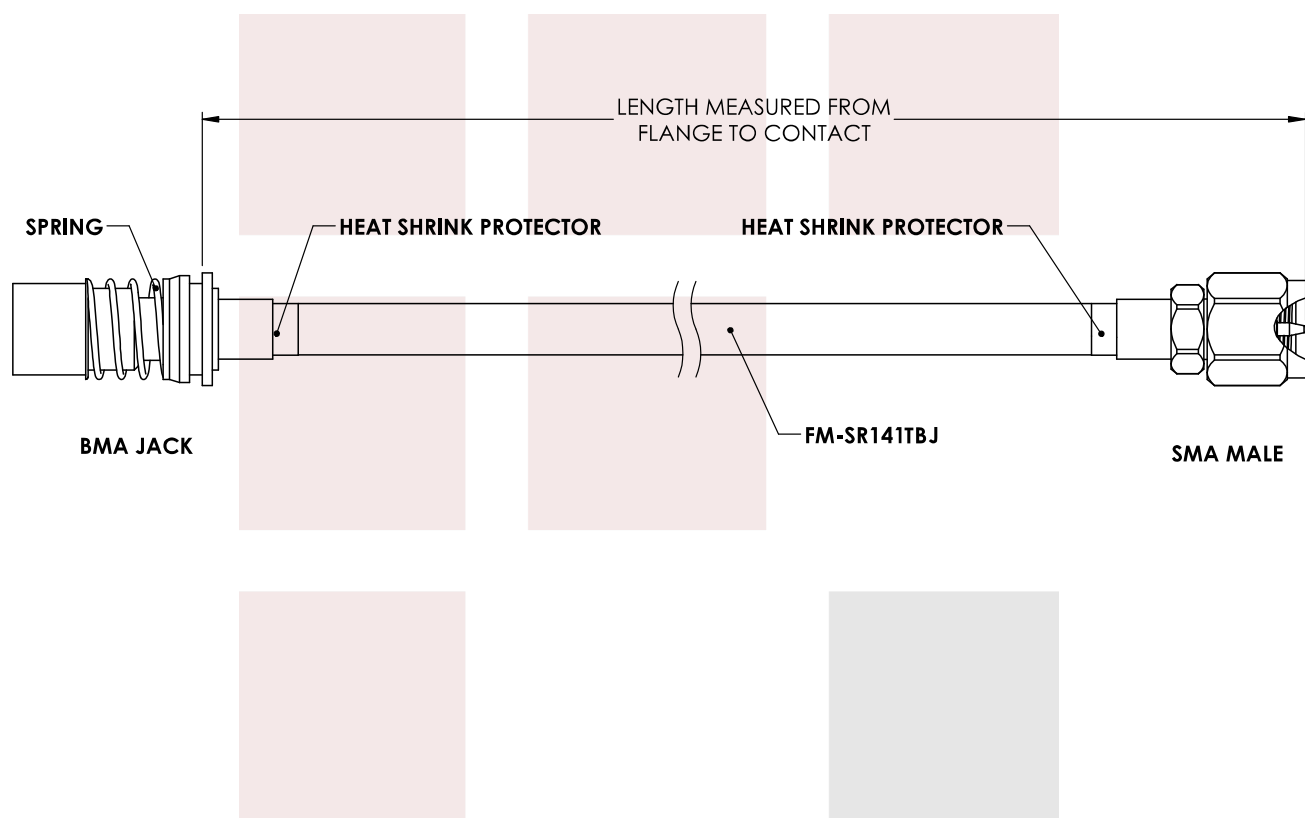 LENGTH MEASURED FROM
FLANGE TO CONTACT
SPRING
HEAT SHRINK PROTECTOR
HEAT SHRINK PROTECTOR
FM-SR141TBJ
BMA JACK
SMA MALE